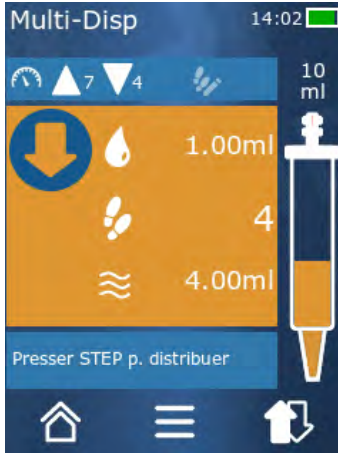 Multi-Disp 14:02
7 4
10
ml
1.00ml
4
4.00ml
Presser STEP p. distribuer